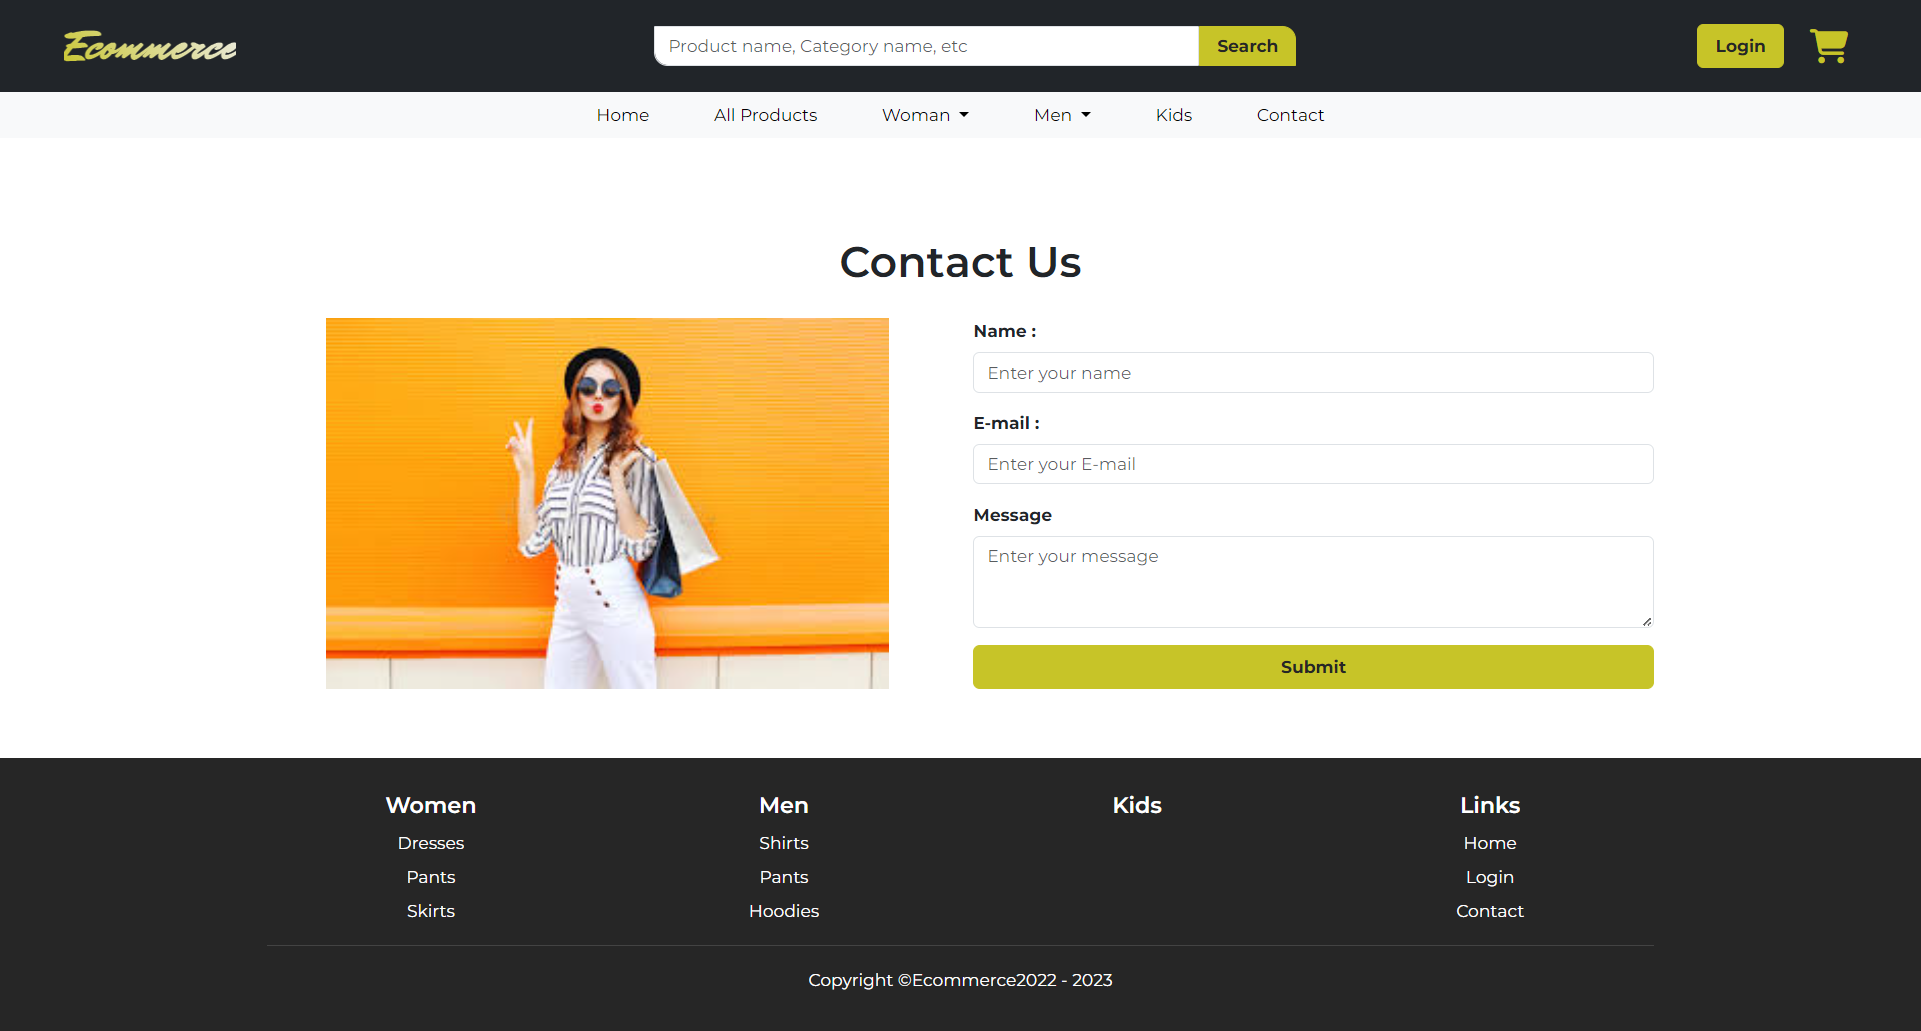 Ecommerce
Product name, Category name, etc
Search
Login
Home
All Products
Woman
Men
Kids
Contact
Contact Us
Name :
Enter your name
E-mail :
Enter your E-mail
Message
Enter your message
Submit
Women
Dresses
Pants
Skirts
Men
Shirts
Pants
Hoodies
Kids
Links
Home
Login
Contact
Copyright ©Ecommerce2022 - 2023